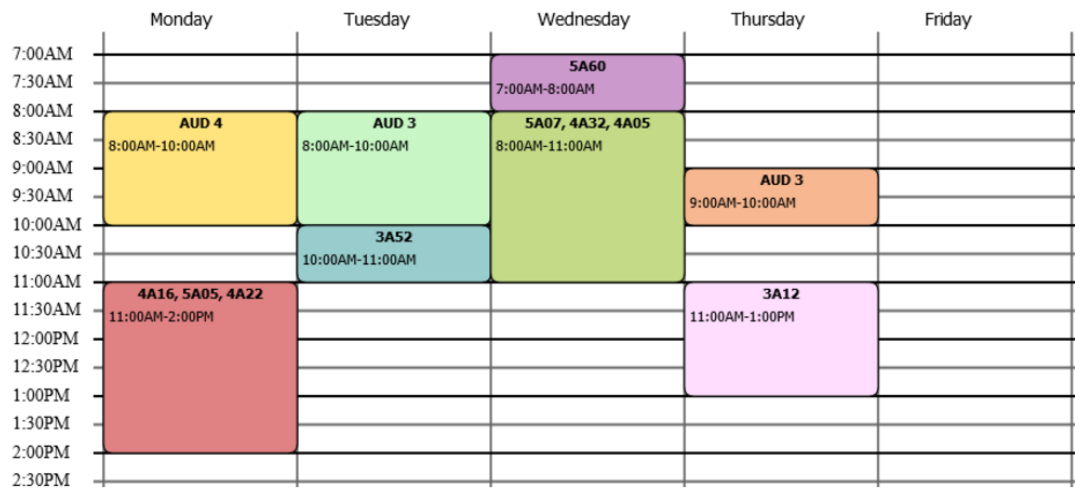 Monday Tuesday Wednesday Thursday Friday
7:00AM
5A60
7:30AM
7:00AM-8:00AM
8:00AM
AUD 4 AUD 3 5A07, 4A32, 4A05
8:30AM
8:00AM-10:00AM 8:00AM-10:00AM 8:00AM-11:00AM
9:00AM
AUD 3
9:30AM
9:00AM-10:00AM
10:00AM
3A52
10:30AM
10:00AM-11:00AM
11:00AM
4A16, 5A05, 4A22 3A12
11:30AM
11:00AM-2:00PM 11:00AM-1:00PM
12:00PM
12:30PM
1:00PM
1:30PM
2:00PM
2:30PM